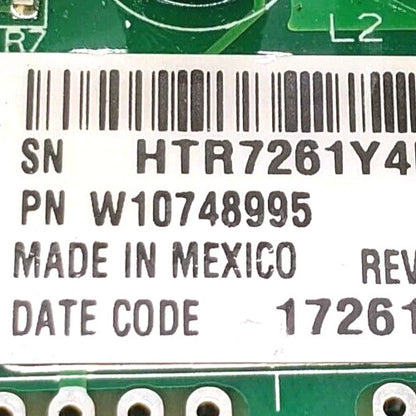 R7 L2
SN HTR7261Y4
PN W10748995
MADE IN MEXICO REV
DATE CODE 17261